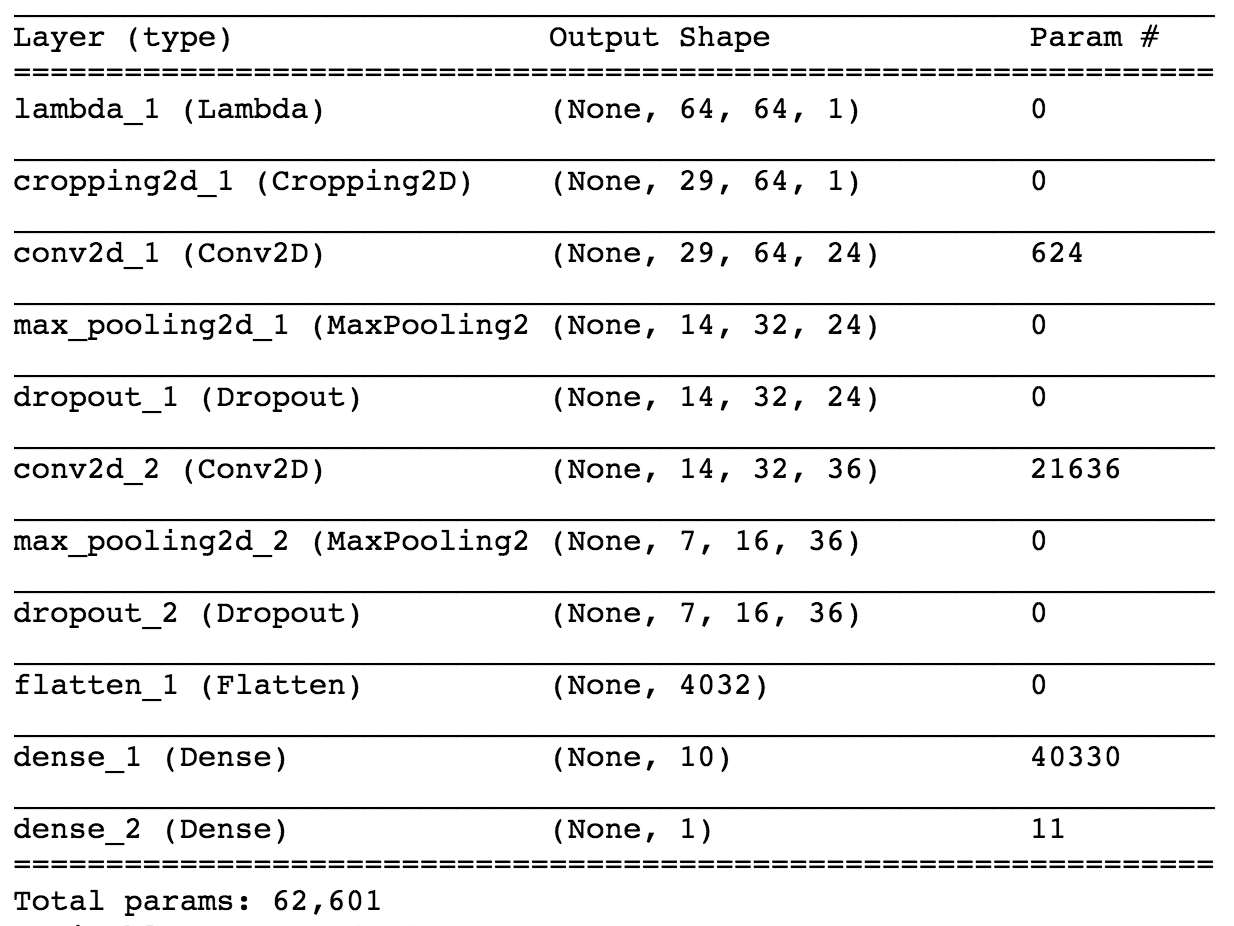 Layer (type) Output Shape Param #
=================================================================
lambda_1 (Lambda) (None, 64, 64, 1) 0
cropping2d_1 (Cropping2D) (None, 29, 64, 1) 0
conv2d_1 (Conv2D) (None, 29, 64, 24) 624
max_pooling2d_1 (MaxPooling2 (None, 14, 32, 24) 0
dropout_1 (Dropout) (None, 14, 32, 24) 0
conv2d_2 (Conv2D) (None, 14, 32, 36) 21636
max_pooling2d_2 (MaxPooling2 (None, 7, 16, 36) 0
dropout_2 (Dropout) (None, 7, 16, 36) 0
flatten_1 (Flatten) (None, 4032) 0
dense_1 (Dense) (None, 10) 40330
dense_2 (Dense) (None, 1) 11
=================================================================
Total params: 62,601